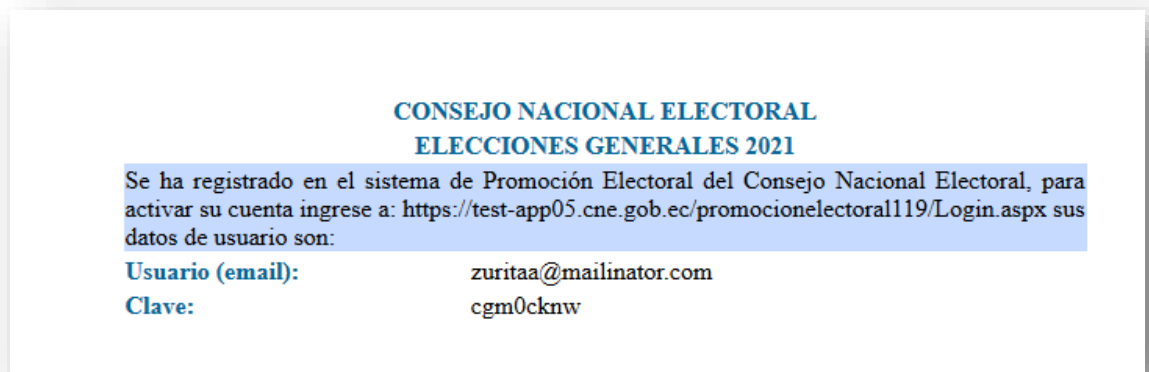 CONSEJO NACIONAL ELECTORAL
ELECCIONES GENERALES 2021
Se ha registrado en el sistema de Promoción Electoral del Consejo Nacional Electoral, para
activar su cuenta ingrese a: https://test-app05.cne.gob.ec/promocionelectoral119/Login.aspx sus
datos de usuario son:
Usuario (email): zuritaa@mailinator.com
Clave: cgm0cknw